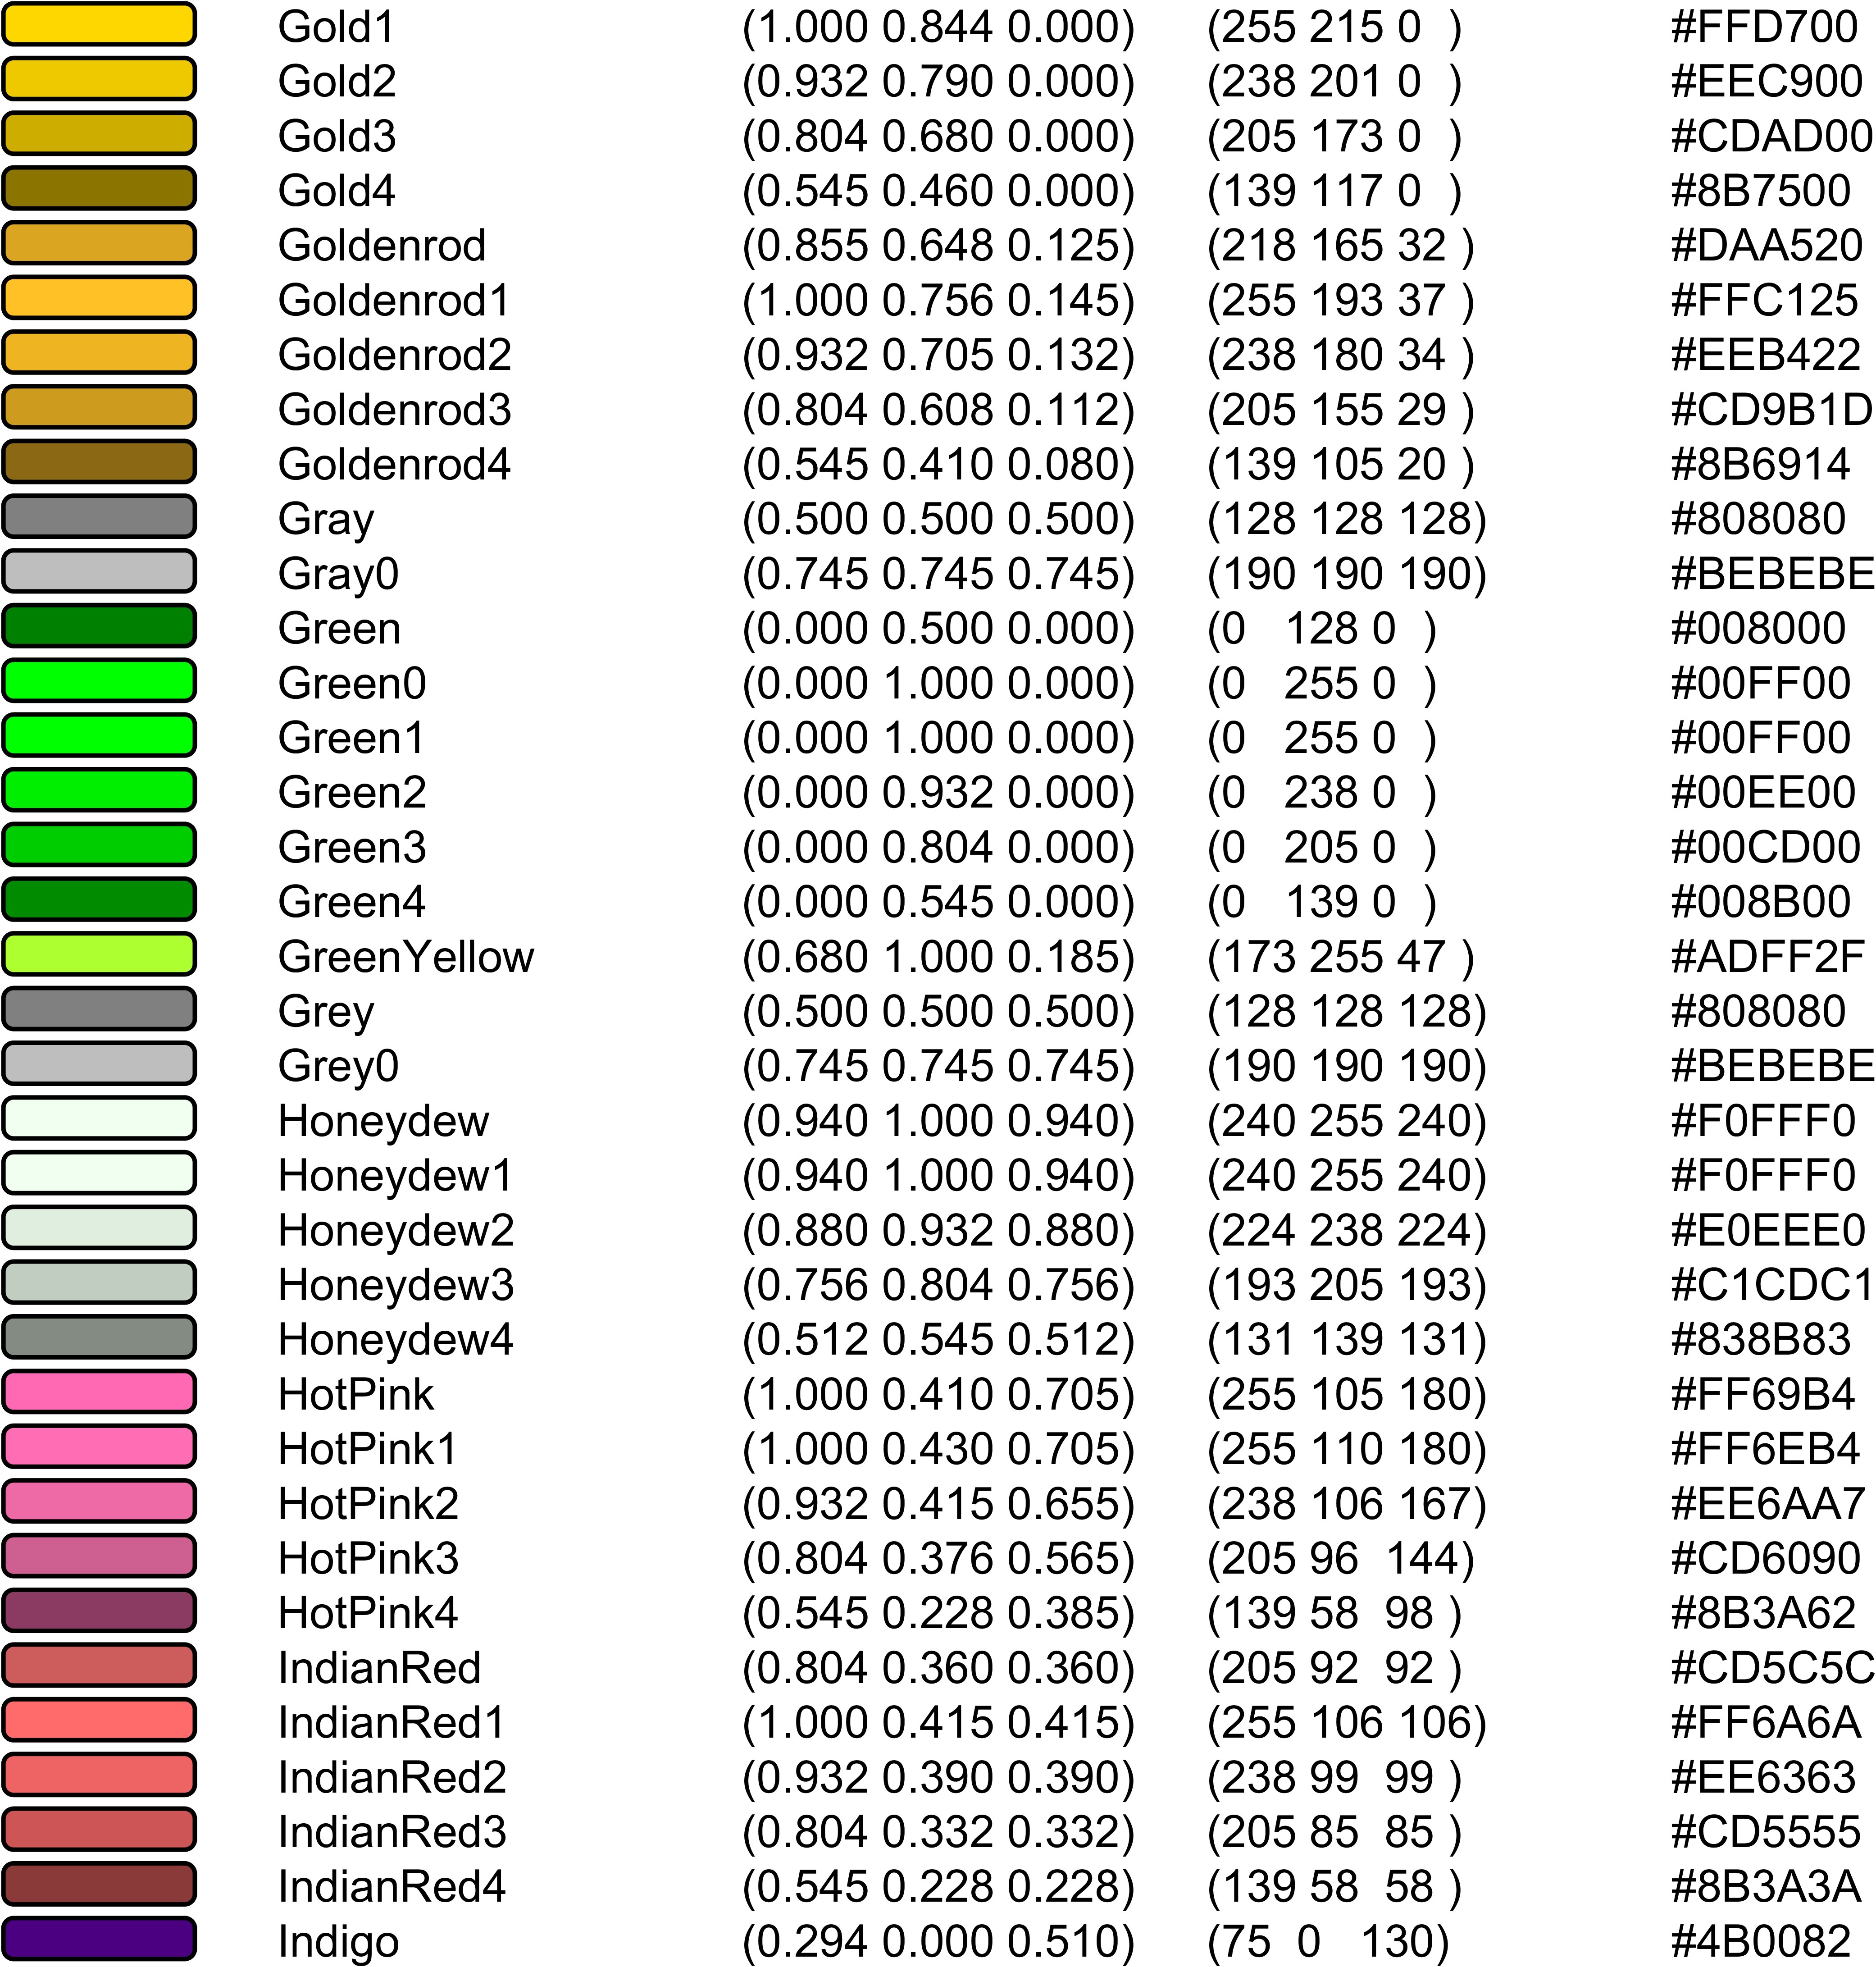 Gold1 (1.000 0.844 0.000) (255 215 0 ) #FFD700
Gold2 (0.932 0.790 0.000) (238 201 0 ) #EEC900
Gold3 (0.804 0.680 0.000) (205 173 0 ) #CDAD00
Gold4 (0.545 0.460 0.000) (139 117 0 ) #8B7500
Goldenrod (0.855 0.648 0.125) (218 165 32 ) #DAA520
Goldenrod1 (1.000 0.756 0.145) (255 193 37 ) #FFC125
Goldenrod2 (0.932 0.705 0.132) (238 180 34 ) #EEB422
Goldenrod3 (0.804 0.608 0.112) (205 155 29 ) #CD9B1D
Goldenrod4 (0.545 0.410 0.080) (139 105 20 ) #8B6914
Gray (0.500 0.500 0.500) (128 128 128) #808080
Gray0 (0.745 0.745 0.745) (190 190 190) #BEBEBE
Green (0.000 0.500 0.000) (0 128 0 ) #008000
Green0 (0.000 1.000 0.000) (0 255 0 ) #00FF00
Green1 (0.000 1.000 0.000) (0 255 0 ) #00FF00
Green2 (0.000 0.932 0.000) (0 238 0 ) #00EE00
Green3 (0.000 0.804 0.000) (0 205 0 ) #00CD00
Green4 (0.000 0.545 0.000) (0 139 0 ) #008B00
GreenYellow (0.680 1.000 0.185) (173 255 47 ) #ADFF2F
Grey (0.500 0.500 0.500) (128 128 128) #808080
Grey0 (0.745 0.745 0.745) (190 190 190) #BEBEBE
Honeydew (0.940 1.000 0.940) (240 255 240) #F0FFF0
Honeydew1 (0.940 1.000 0.940) (240 255 240) #F0FFF0
Honeydew2 (0.880 0.932 0.880) (224 238 224) #E0EEE0
Honeydew3 (0.756 0.804 0.756) (193 205 193) #C1CDC1
Honeydew4 (0.512 0.545 0.512) (131 139 131) #838B83
HotPink (1.000 0.410 0.705) (255 105 180) #FF69B4
HotPink1 (1.000 0.430 0.705) (255 110 180) #FF6EB4
HotPink2 (0.932 0.415 0.655) (238 106 167) #EE6AA7
HotPink3 (0.804 0.376 0.565) (205 96 144) #CD6090
HotPink4 (0.545 0.228 0.385) (139 58 98 ) #8B3A62
IndianRed (0.804 0.360 0.360) (205 92 92 ) #CD5C5C
IndianRed1 (1.000 0.415 0.415) (255 106 106) #FF6A6A
IndianRed2 (0.932 0.390 0.390) (238 99 99 ) #EE6363
IndianRed3 (0.804 0.332 0.332) (205 85 85 ) #CD5555
IndianRed4 (0.545 0.228 0.228) (139 58 58 ) #8B3A3A
Indigo (0.294 0.000 0.510) (75 0 130) #4B0082